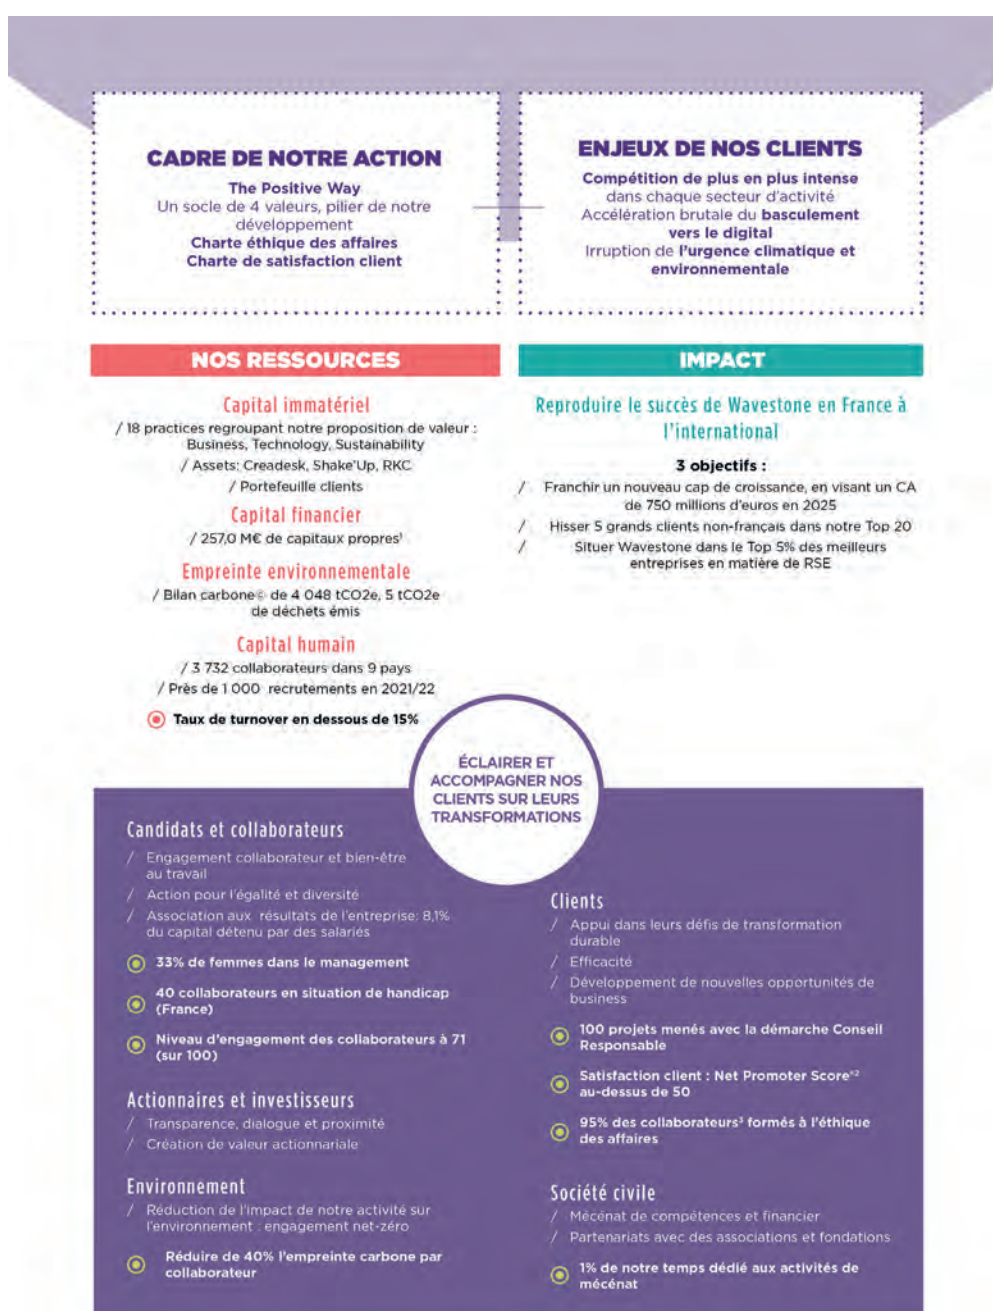 CADRE DE NOTRE ACTION
The Positive Way
Un socle de 4 valeurs, pilier de notre
développement
Charte éthique des affaires
Charte de satisfaction client
ENJEUX DE NOS CLIENTS
Compétition de plus en plus intense
dans chaque secteur d'activité
Accélération brutale du basculement
vers le digital
Irruption de l'urgence climatique et
environnementale
NOS RESSOURCES
Capital immatériel
/ 18 practices regroupant notre proposition de valeur :
Business, Technology, Sustainability
/ Assets: Creadesk, Shake'Up, RKC
/ Portefeuille clients
Capital financier
/ 257,0 M€ de capitaux propres¹
Empreinte environnementale
/ Bilan carbone© de 4 048 tCO2e, 5 tCO2e
de déchets émis
Capital humain
/ 3 732 collaborateurs dans 9 pays
/ Près de 1 000 recrutements en 2021/22
Taux de turnover en dessous de 15%
IMPACT
Reproduire le succès de Wavestone en France à
l'international
3 objectifs :
/ Franchir un nouveau cap de croissance, en visant un CA
de 750 millions d'euros en 2025
/ Hisser 5 grands clients non-français dans notre Top 20
/ Situer Wavestone dans le Top 5% des meilleurs
entreprises en matière de RSE
ÉCLAIRER ET
ACCOMPAGNER NOS
CLIENTS SUR LEURS
TRANSFORMATIONS
Candidats et collaborateurs
/ Engagement collaborateur et bien-être
au travail
/ Action pour l'égalité et diversité
/ Association aux résultats de l'entreprise: 8,1%
du capital détenu par des salariés
33% de femmes dans le management
40 collaborateurs en situation de handicap
(France)
Niveau d'engagement des collaborateurs à 71
(sur 100)
Actionnaires et investisseurs
/ Transparence, dialogue et proximité
/ Création de valeur actionnariale
Environnement
/ Réduction de l'impact de notre activité sur
l'environnement : engagement net-zéro
Réduire de 40% l'empreinte carbone par
collaborateur
Clients
/ Appui dans leurs défis de transformation
durable
/ Efficacité
/ Développement de nouvelles opportunités de
business
100 projets menés avec la démarche Conseil
Responsable
Satisfaction client : Net Promoter Score*²
au-dessus de 50
95% des collaborateurs³ formés à l'éthique
des affaires
Société civile
/ Mécénat de compétences et financier
/ Partenariats avec des associations et fondations
1% de notre temps dédié aux activités de
mécénat